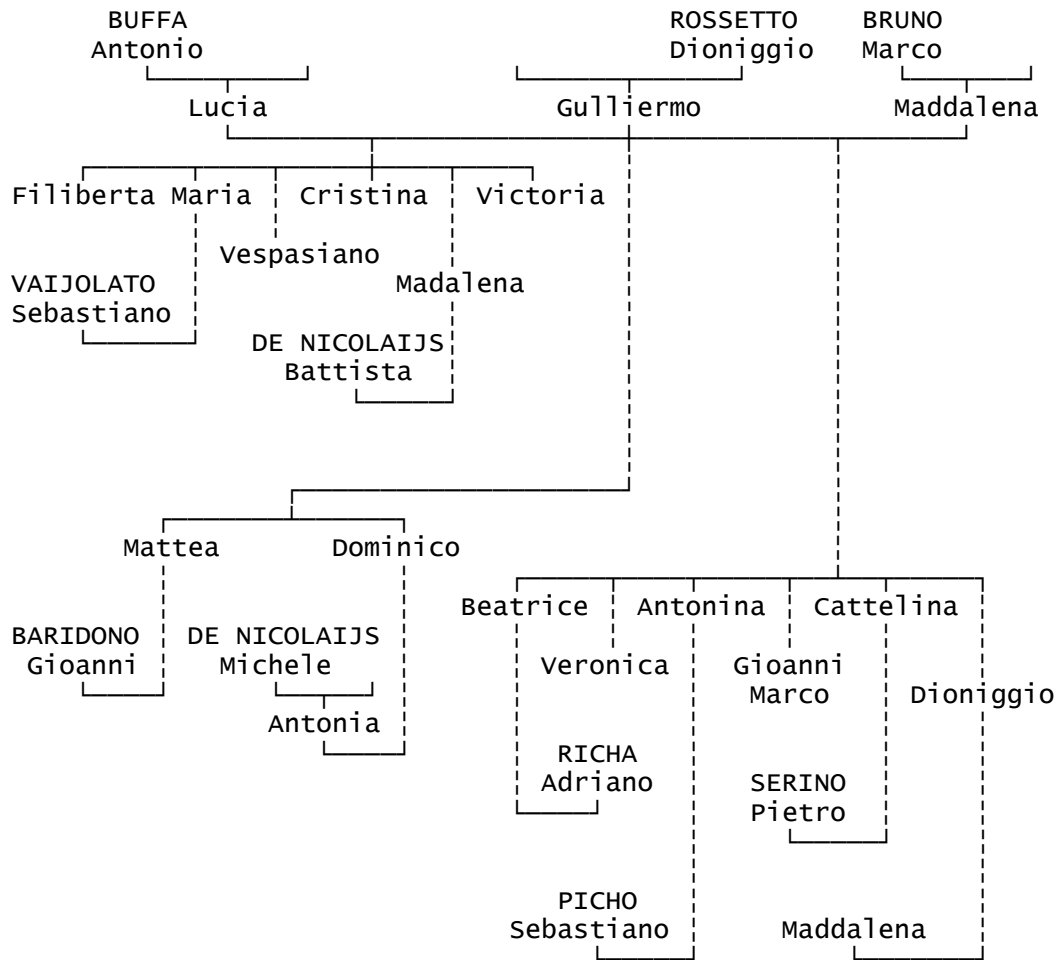 BUFFA ROSSETTO BRUNO
Antonio Dioniggio Marco
Lucia Gulliermo Maddalena
Filiberta Maria Cristina Victoria
Vespasiano
VAIJOLATO Madalena
Sebastiano
DE NICOLAIJS
Battista
Mattea Dominico
Beatrice Antonina Cattelina
BARIDONO DE NICOLAIJS
Gioanni Michele Veronica Gioanni
Marco Dioniggio
Antonia
RICHA
Adriano SERINO
Pietro
PICHO
Sebastiano Maddalena